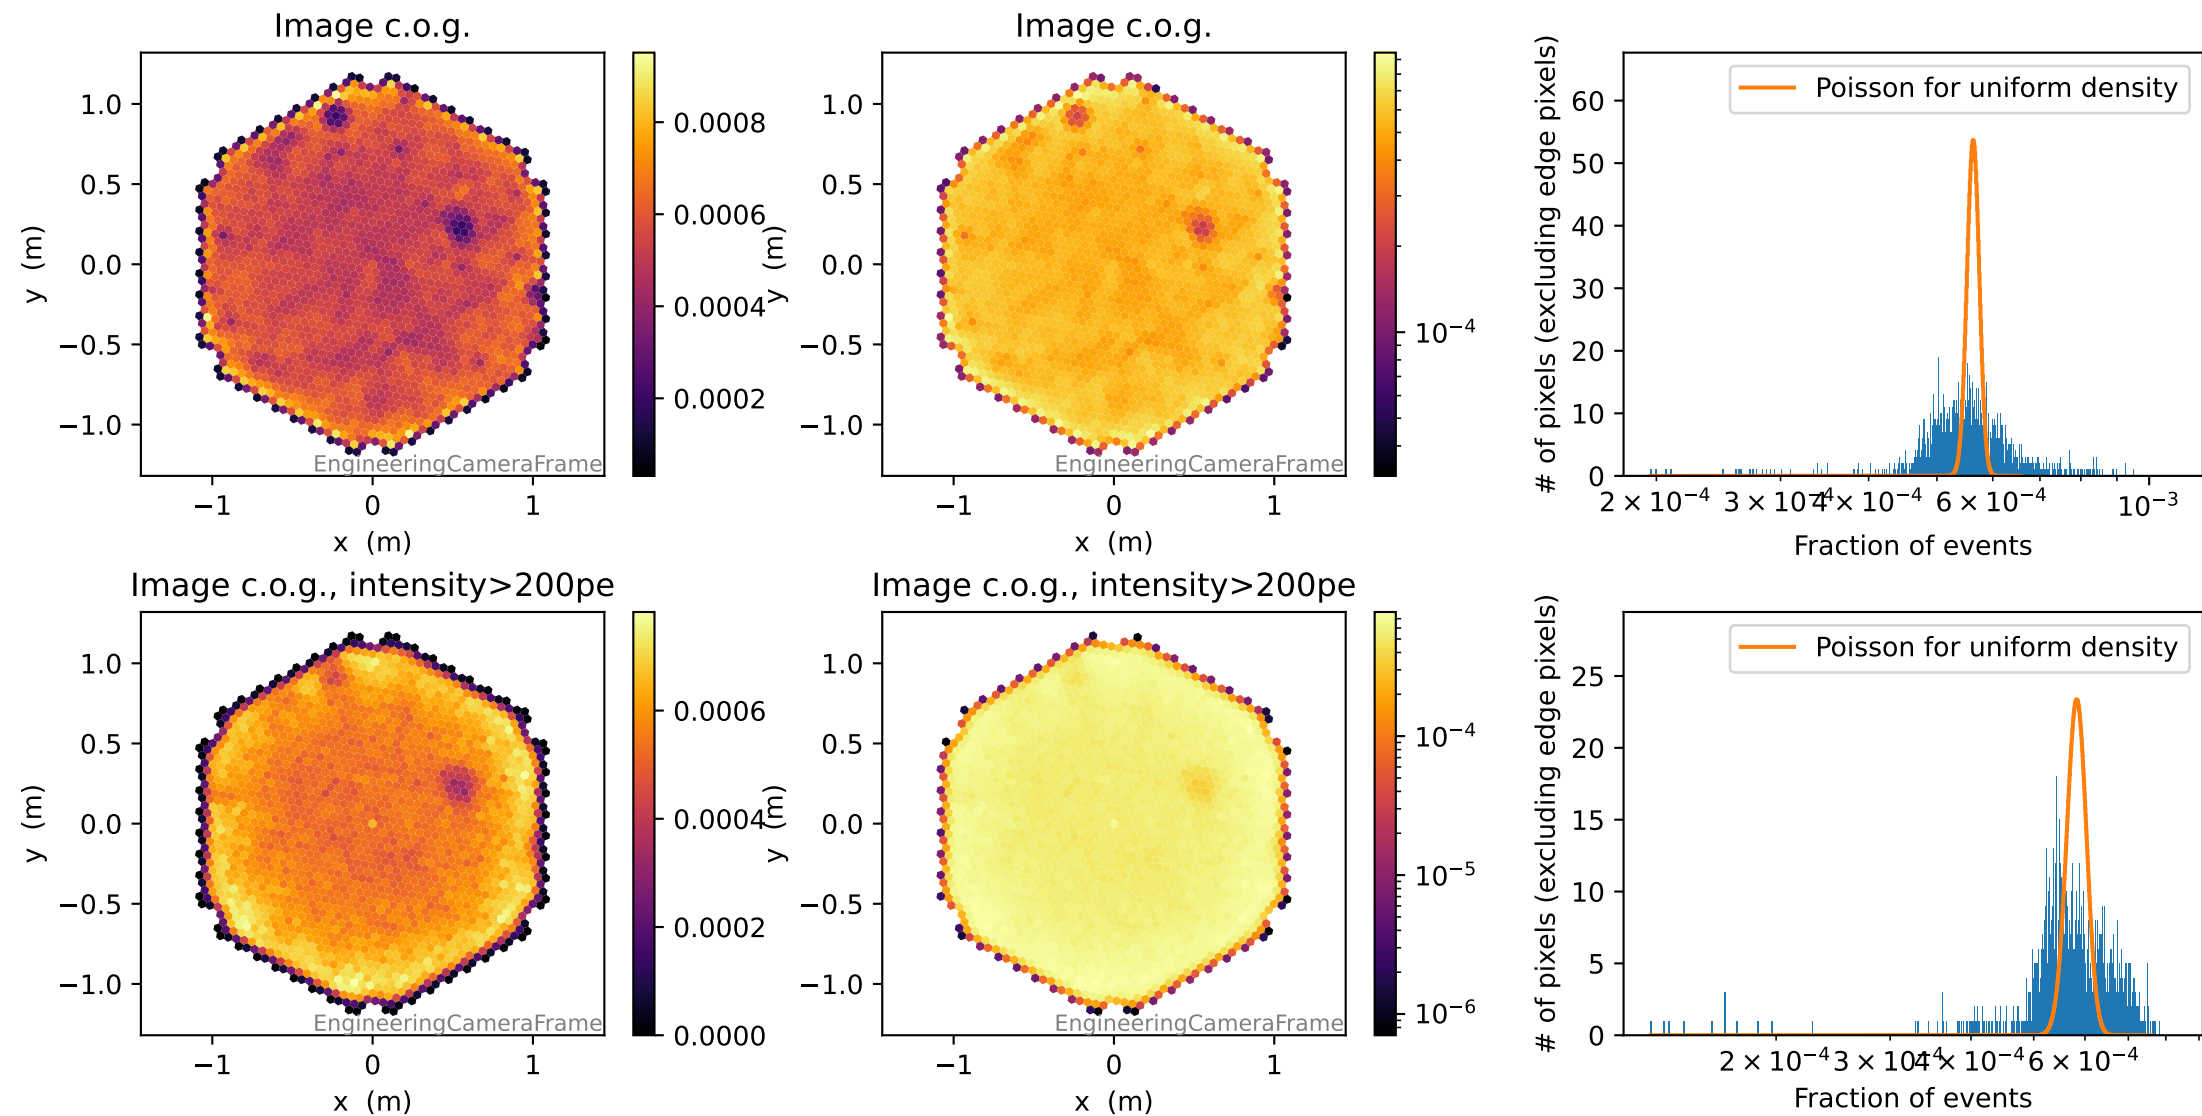 Image c.o.g.
1.0
0.5
0.0
−0.5
−1.0
y (m)
−1 0 1
x (m)
EngineeringCameraFrame
0.0008
0.0006
0.0004
0.0002
Image c.o.g.
1.0
0.5
0.0
−0.5
−1.0
y (m)
−1 0 1
x (m)
EngineeringCameraFrame
10⁻⁴
# of pixels (excluding edge pixels)
60
50
40
30
20
10
0
Poisson for uniform density
2 × 10⁻⁴ 3 × 10⁻⁴ 4 × 10⁻⁴ 6 × 10⁻⁴ 10⁻³
Fraction of events
Image c.o.g., intensity>200pe
1.0
0.5
0.0
−0.5
−1.0
y (m)
−1 0 1
x (m)
EngineeringCameraFrame
0.0006
0.0004
0.0002
0.0000
Image c.o.g., intensity>200pe
1.0
0.5
0.0
−0.5
−1.0
y (m)
−1 0 1
x (m)
EngineeringCameraFrame
10⁻⁴
10⁻⁵
10⁻⁶
# of pixels (excluding edge pixels)
25
20
15
10
5
0
Poisson for uniform density
2 × 10⁻⁴ 3 × 10⁻⁴ 4 × 10⁻⁴ 6 × 10⁻⁴
Fraction of events